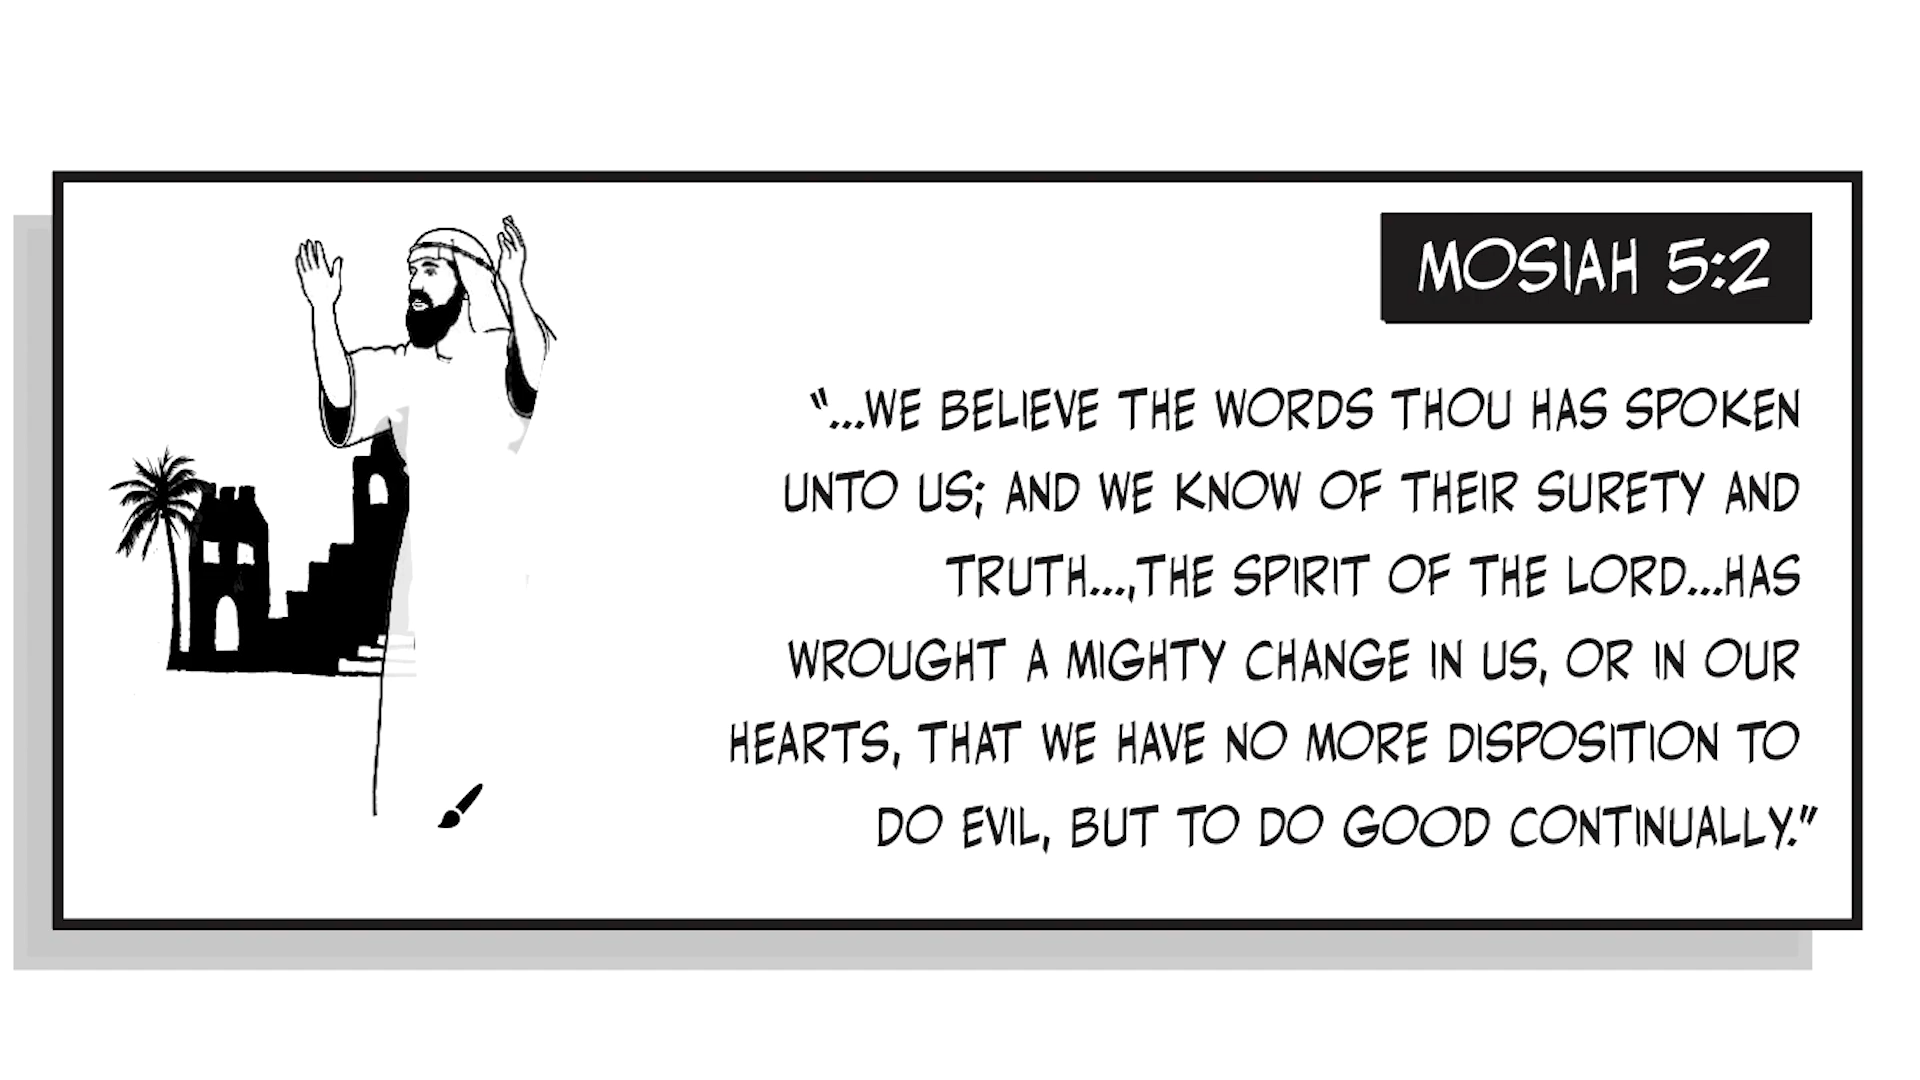 MOSIAH 5:2
"...WE BELIEVE THE WORDS THOU HAS SPOKEN
UNTO US; AND WE KNOW OF THEIR SURETY AND
TRUTH...,THE SPIRIT OF THE LORD...HAS
WROUGHT A MIGHTY CHANGE IN US, OR IN OUR
HEARTS, THAT WE HAVE NO MORE DISPOSITION TO
DO EVIL, BUT TO DO GOOD CONTINUALLY."